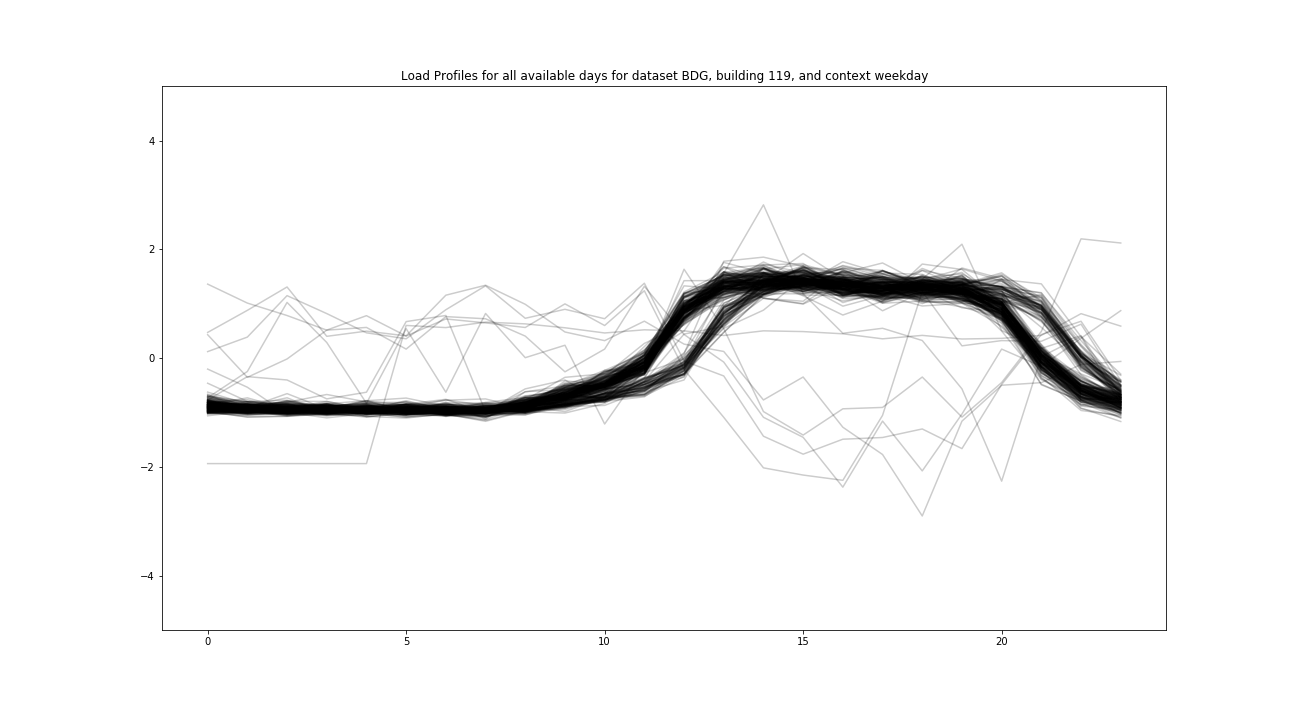 Load Profiles for all available days for dataset BDG, building 119, and context weekday
4
2
0
−2
−4
0 5 10 15 20